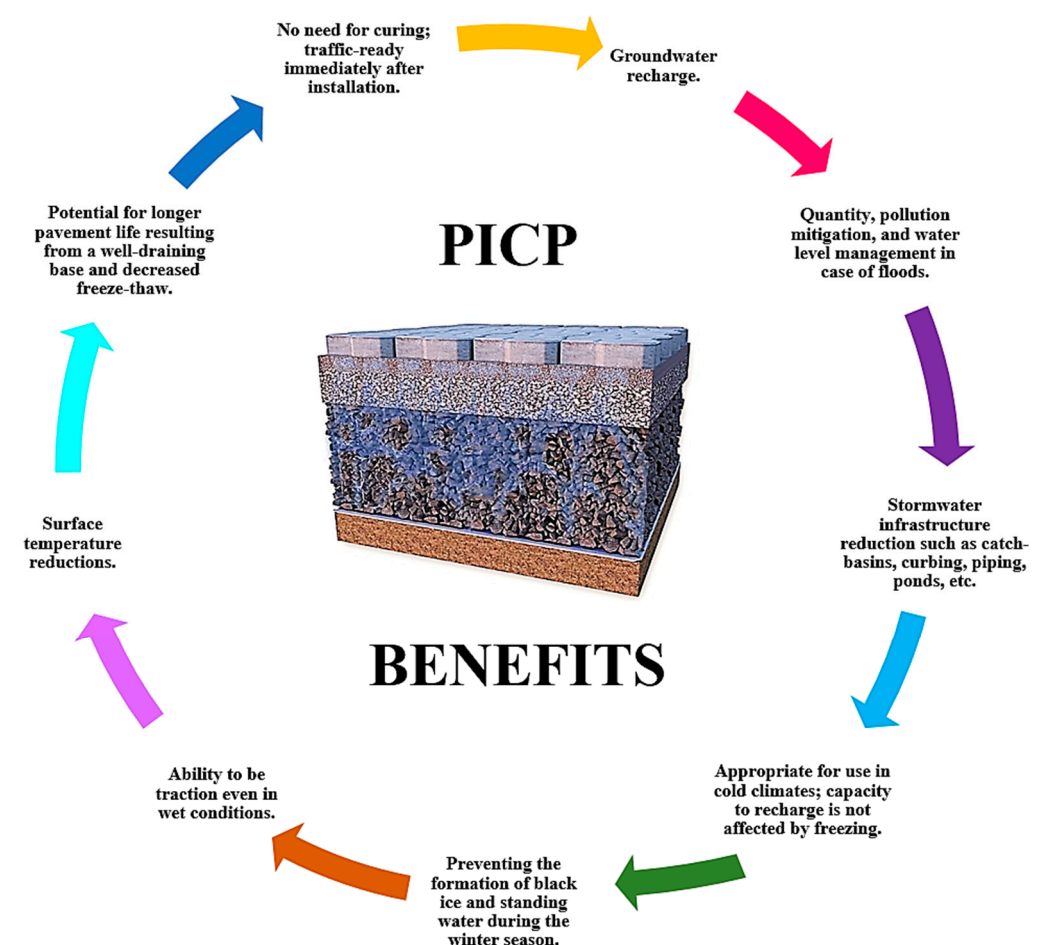 No need for curing;
traffic-ready
immediately after
installation.
Groundwater
recharge.
Quantity, pollution
mitigation, and water
level management in
case of floods.
Stormwater
infrastructure
reduction such as catch-
basins, curbing, piping,
ponds, etc.
Appropriate for use in
cold climates; capacity
to recharge is not
affected by freezing.
Preventing the
formation of black
ice and standing
water during the
winter season.
Ability to be
traction even in
wet conditions.
Surface
temperature
reductions.
Potential for longer
pavement life resulting
from a well-draining
base and decreased
freeze-thaw.
PICP
BENEFITS